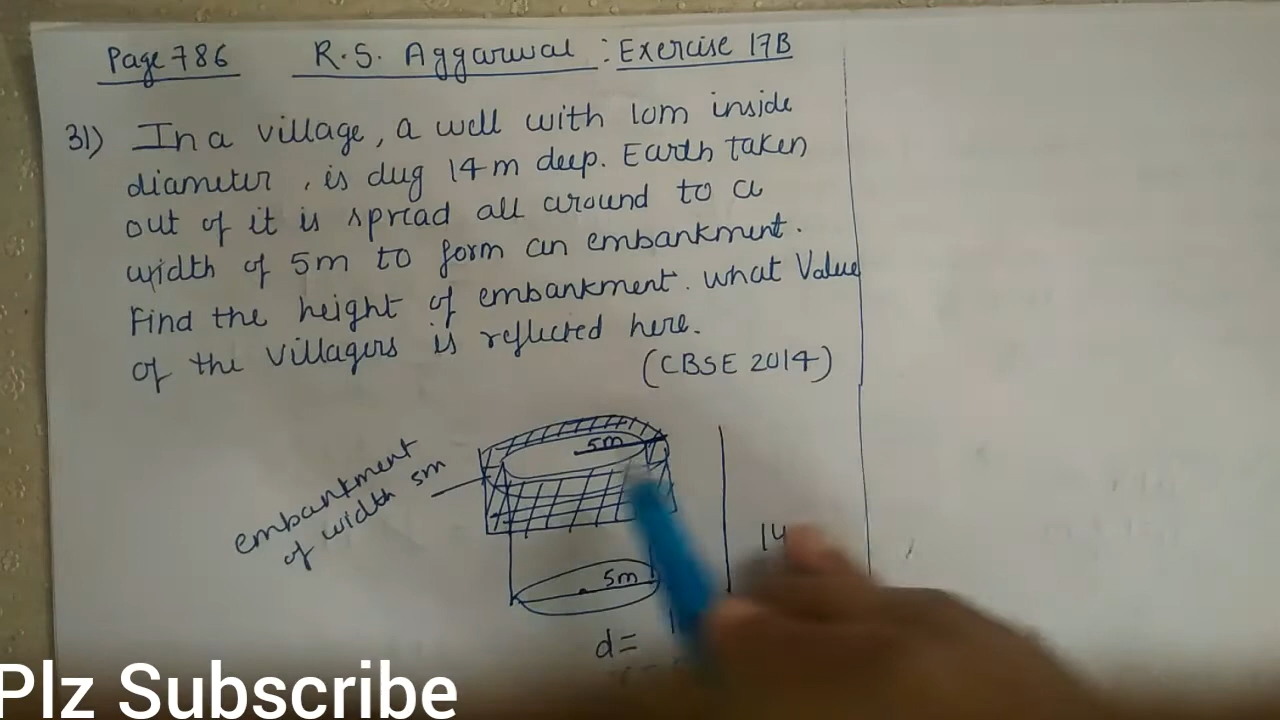 Page 786 R.S. Aggarwal : Exercise 17B
31) In a village, a well with 10m inside
diameter, is dug 14m deep. Earth taken
out of it is spread all around to a
width of 5m to form an embankment.
Find the height of embankment. what Value
of the villagers is reflected here.
(CBSE 2014)
embankment
of width 5m
5m
14
5m
d=
Plz Subscribe